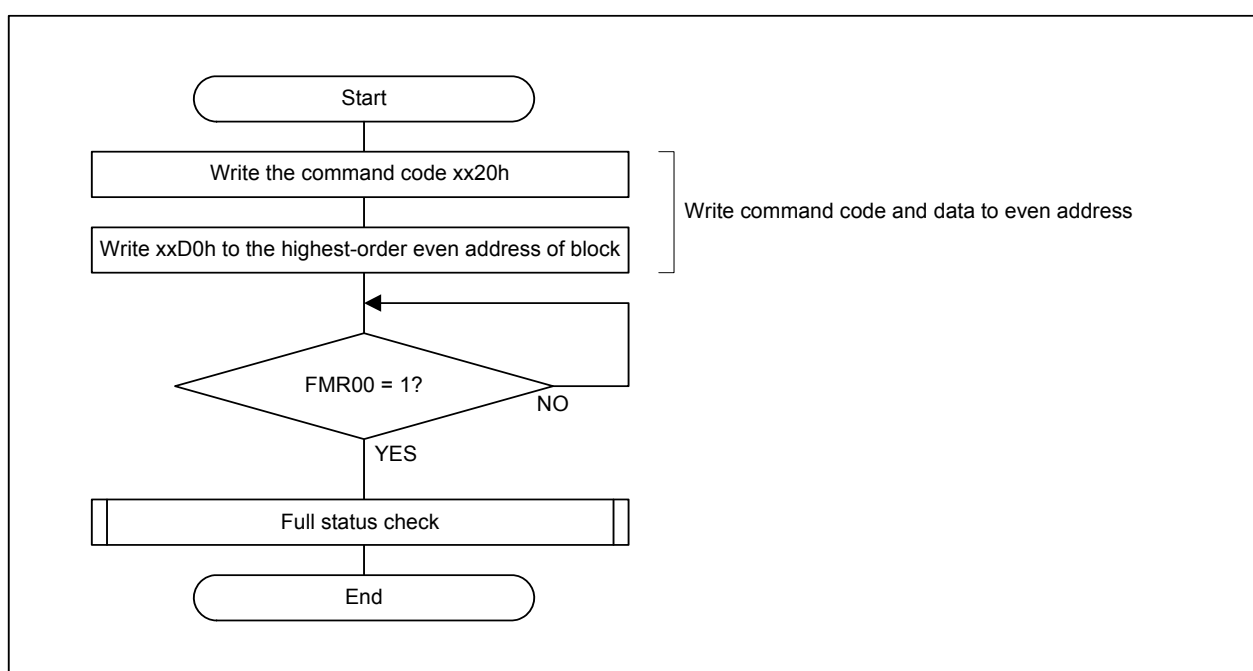 Start
Write the command code xx20h
Write command code and data to even address
Write xxD0h to the highest-order even address of block
FMR00 = 1?
NO
YES
Full status check
End